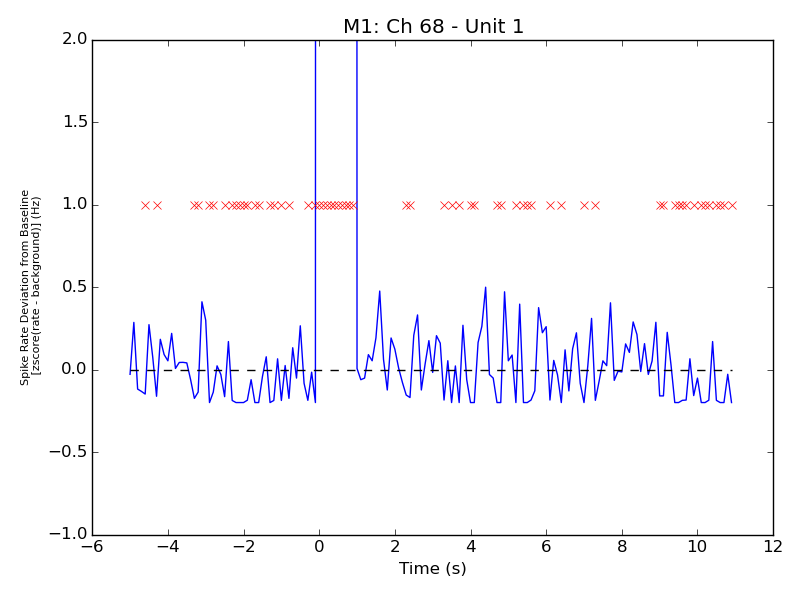 M1: Ch 68 - Unit 1
2.0
1.5
1.0
0.5
0.0
−0.5
−1.0
Spike Rate Deviation from Baseline
[zscore(rate - background)] (Hz)
−6 −4 −2 0 2 4 6 8 10 12
Time (s)